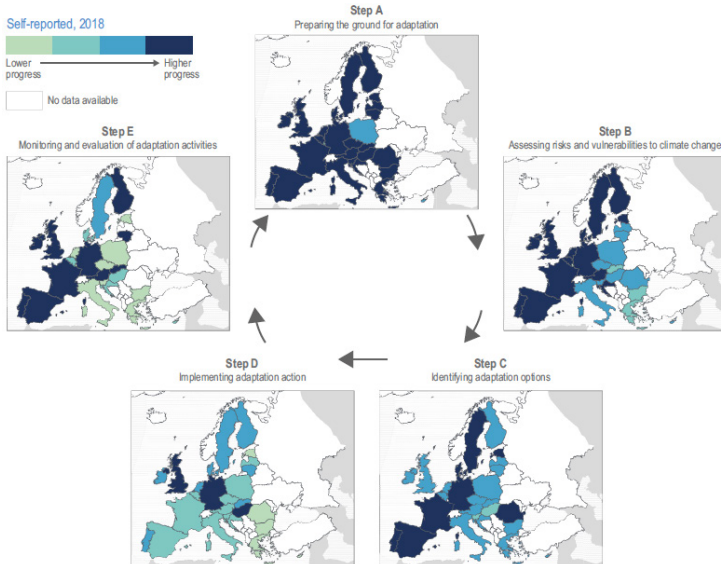 Self-reported, 2018
Lower progress
Higher progress
No data available
Step A
Preparing the ground for adaptation
Step B
Assessing risks and vulnerabilities to climate change
Step C
Identifying adaptation options
Step D
Implementing adaptation action
Step E
Monitoring and evaluation of adaptation activities